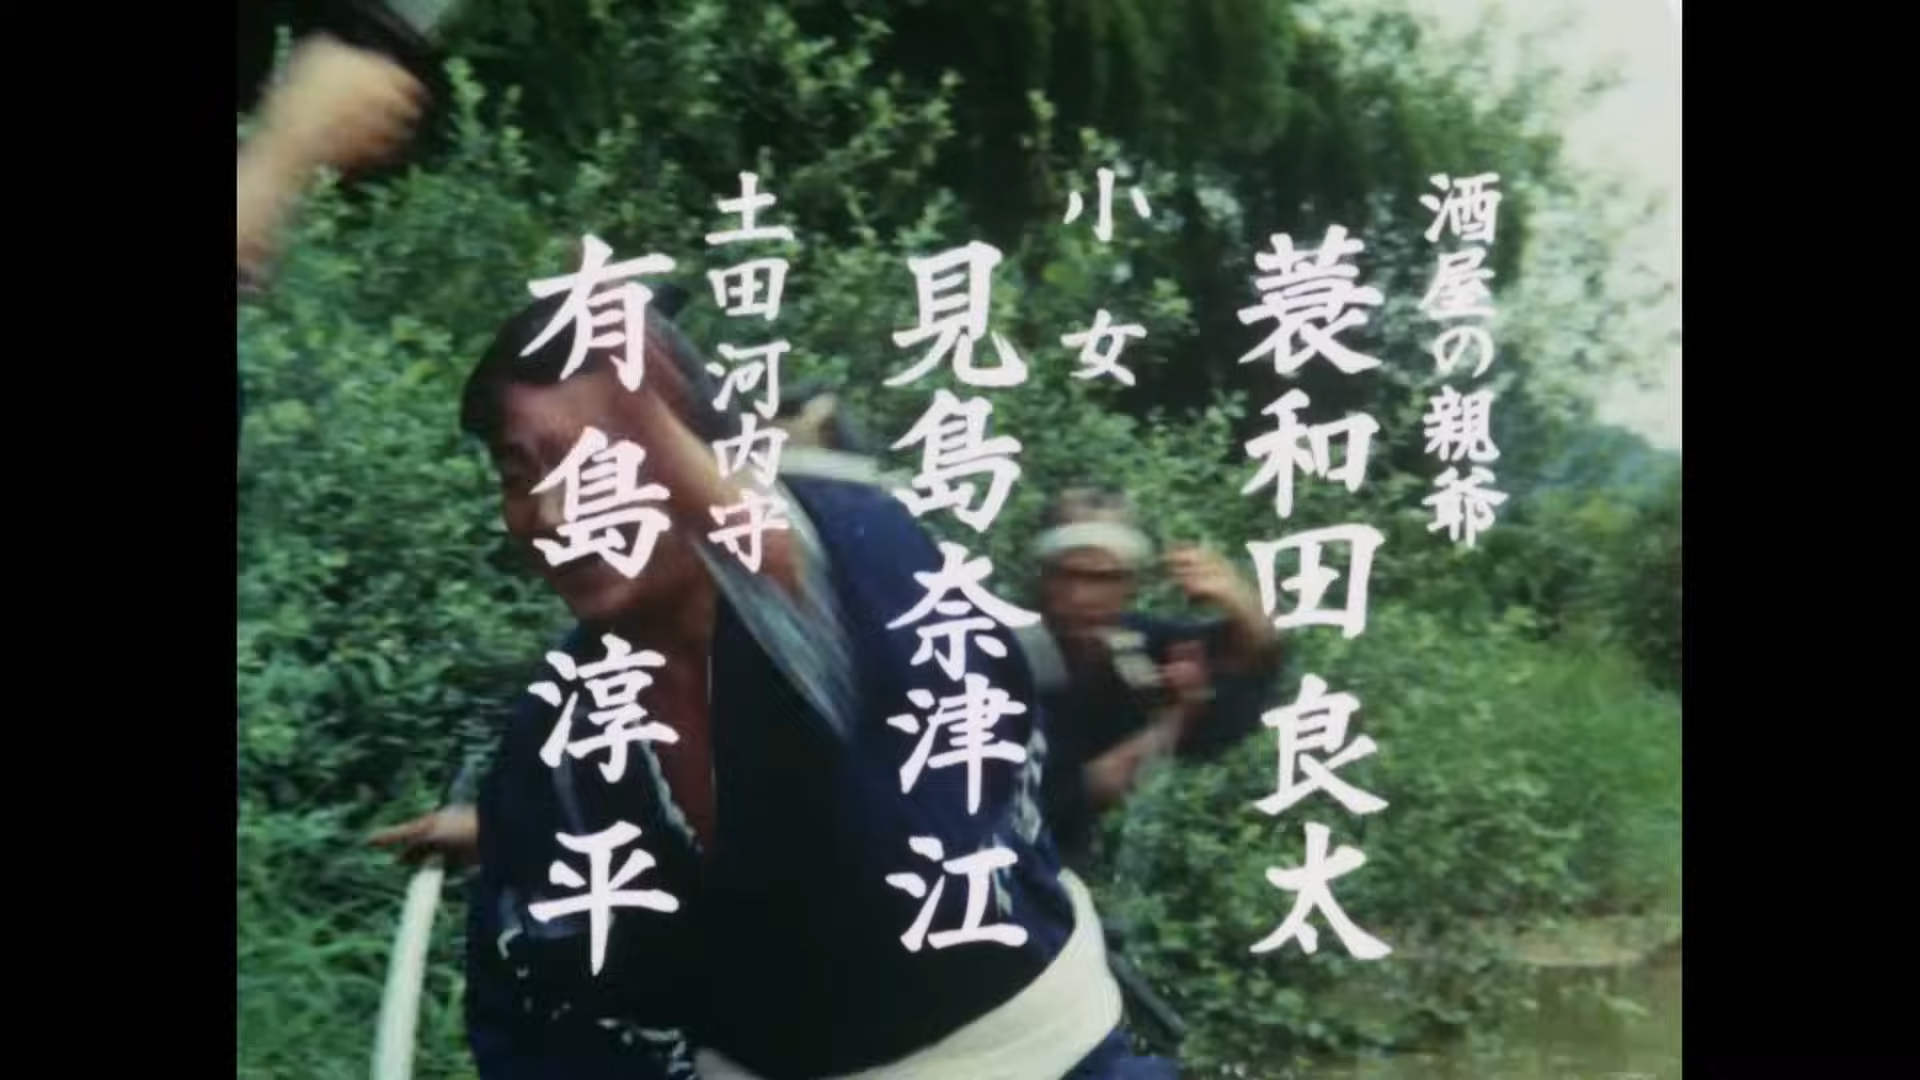 酒屋の親爺
蓑和田良太
小女
見島奈津江
土田河内守
有島淳平